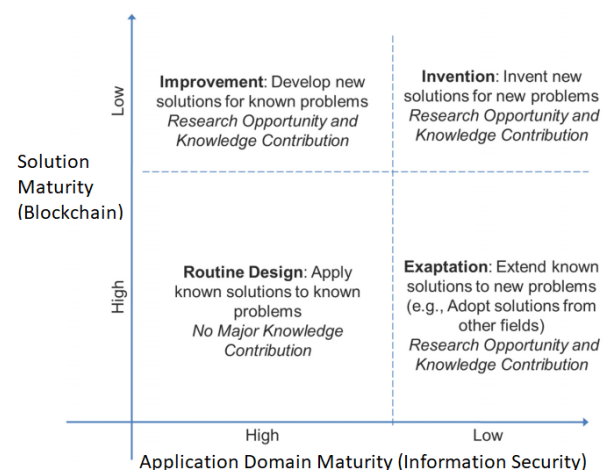 Improvement: Develop new
solutions for known problems
Research Opportunity and
Knowledge Contribution
Invention: Invent new
solutions for new problems
Research Opportunity and
Knowledge Contribution
Low
Solution
Maturity
(Blockchain)
Routine Design: Apply
known solutions to known
problems
No Major Knowledge
Contribution
Exaptation: Extend known
solutions to new problems
(e.g., Adopt solutions from
other fields)
Research Opportunity and
Knowledge Contribution
High
High
Low
Application Domain Maturity (Information Security)